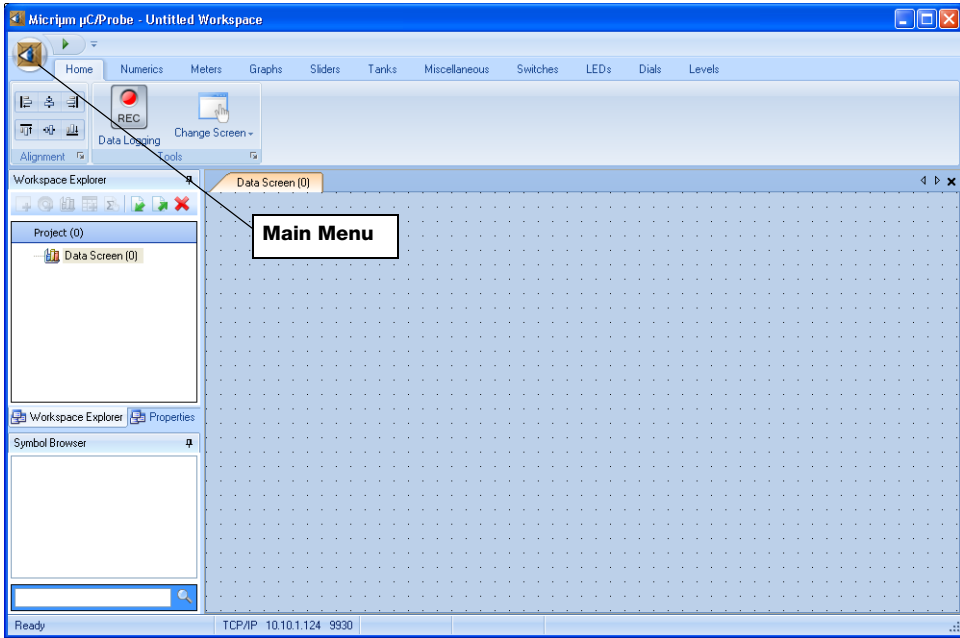 Micriµm µC/Probe - Untitled Workspace
Home Numerics Meters Graphs Sliders Tanks Miscellaneous Switches LEDs Dials Levels
REC
Data Logging
Change Screen
Alignment
Tools
Workspace Explorer
Data Screen (0)
Project (0)
Data Screen (0)
Main Menu
Workspace Explorer Properties
Symbol Browser
Ready
TCP/IP 10.10.1.124 9930